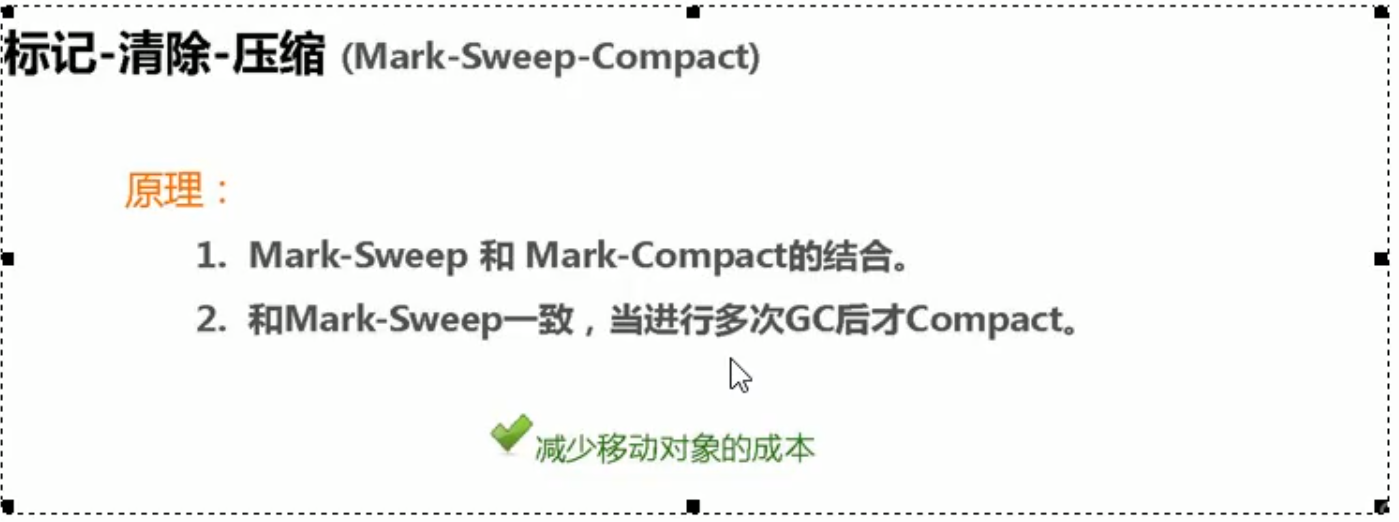 标记-清除-压缩 (Mark-Sweep-Compact)
原理：
1. Mark-Sweep 和 Mark-Compact的结合。
2. 和Mark-Sweep一致，当进行多次GC后才Compact。
减少移动对象的成本